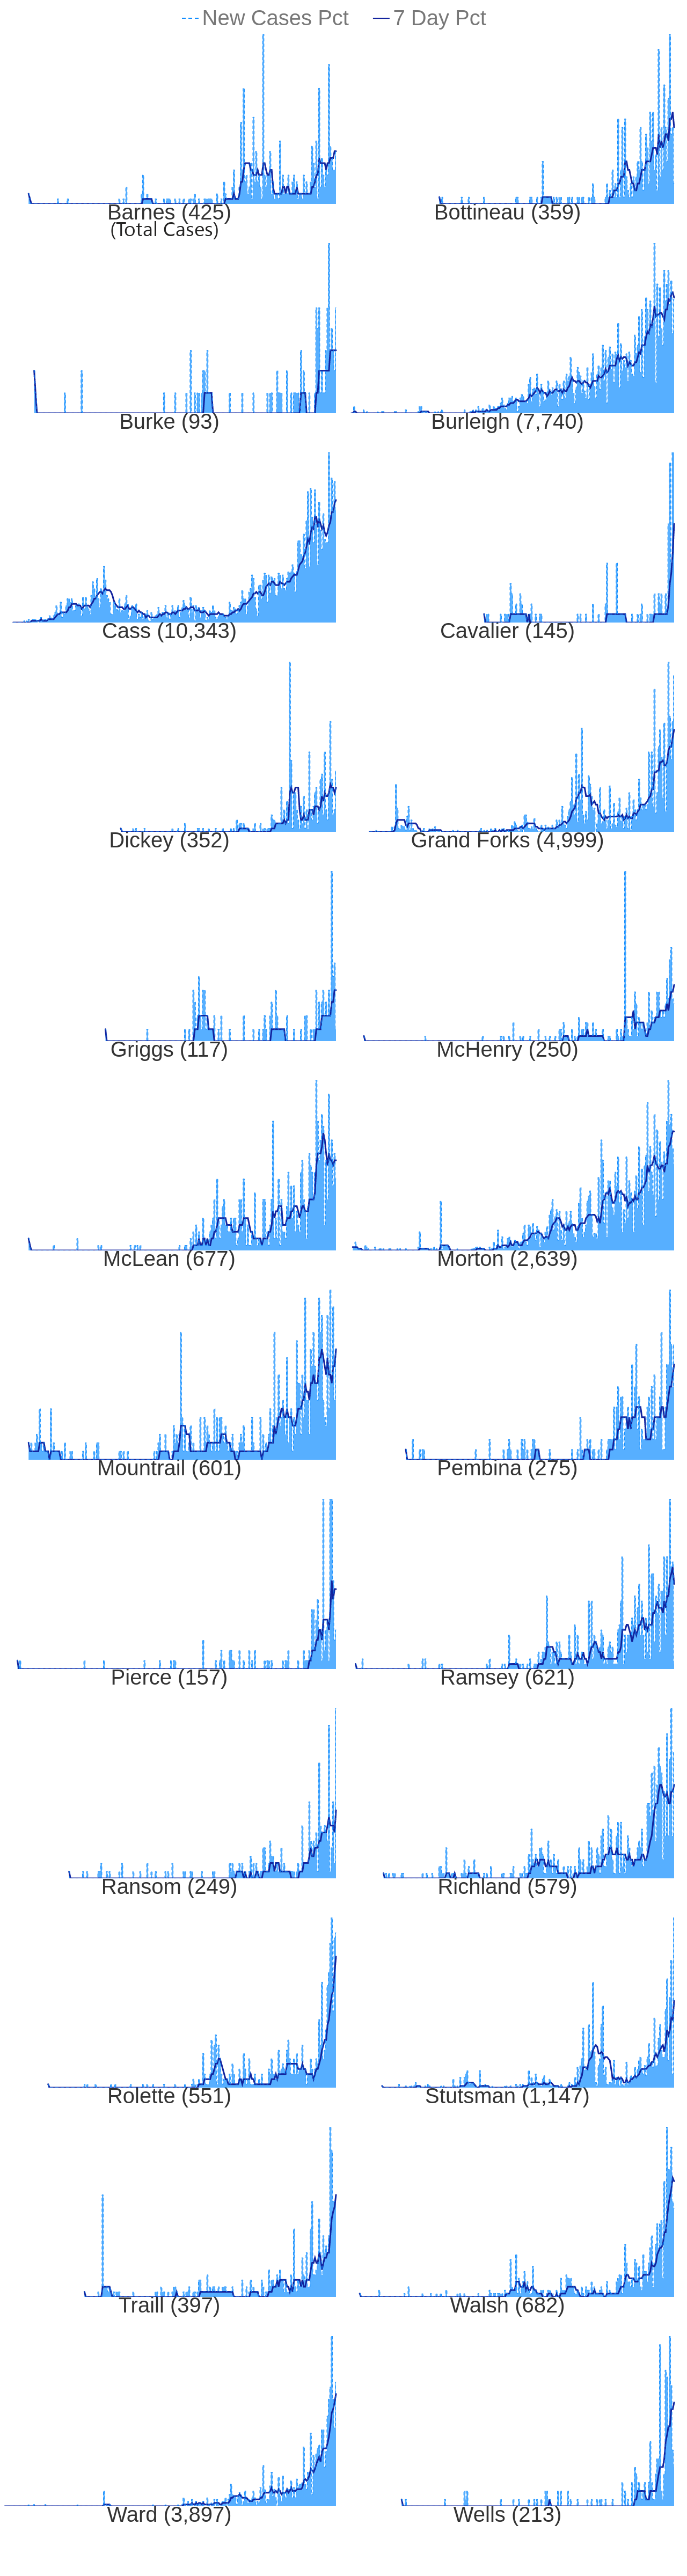 New Cases Pct 7 Day Pct
Barnes (425) Bottineau (359)
(Total Cases)
Burke (93) Burleigh (7,740)
Cass (10,343) Cavalier (145)
Dickey (352) Grand Forks (4,999)
Griggs (117) McHenry (250)
McLean (677) Morton (2,639)
Mountrail (601) Pembina (275)
Pierce (157) Ramsey (621)
Ransom (249) Richland (579)
Rolette (551) Stutsman (1,147)
Traill (397) Walsh (682)
Ward (3,897) Wells (213)